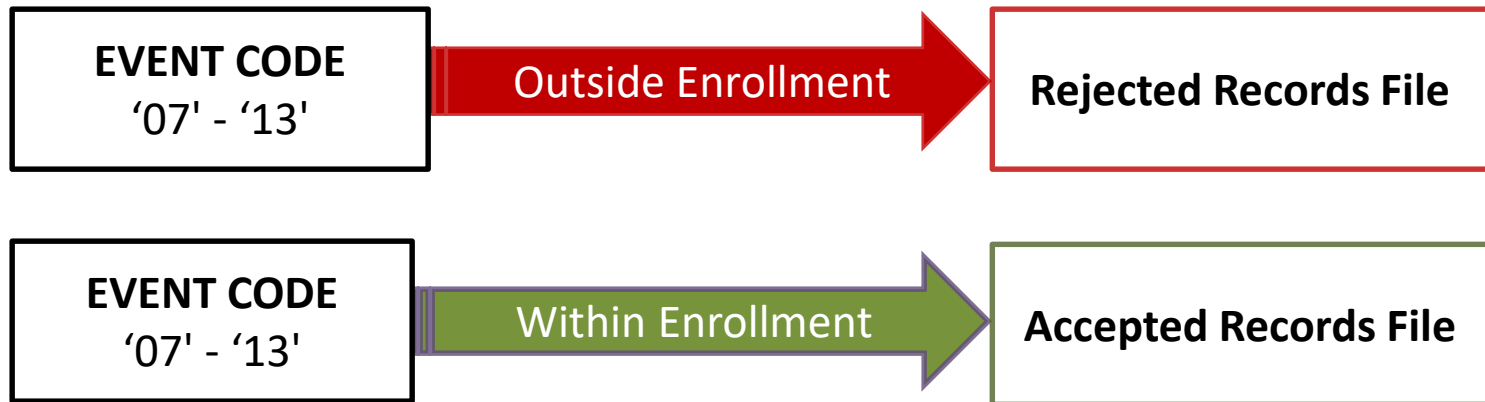 EVENT CODE
‘07' - ‘13'
Outside Enrollment
Rejected Records File
EVENT CODE
‘07' - ‘13'
Within Enrollment
Accepted Records File